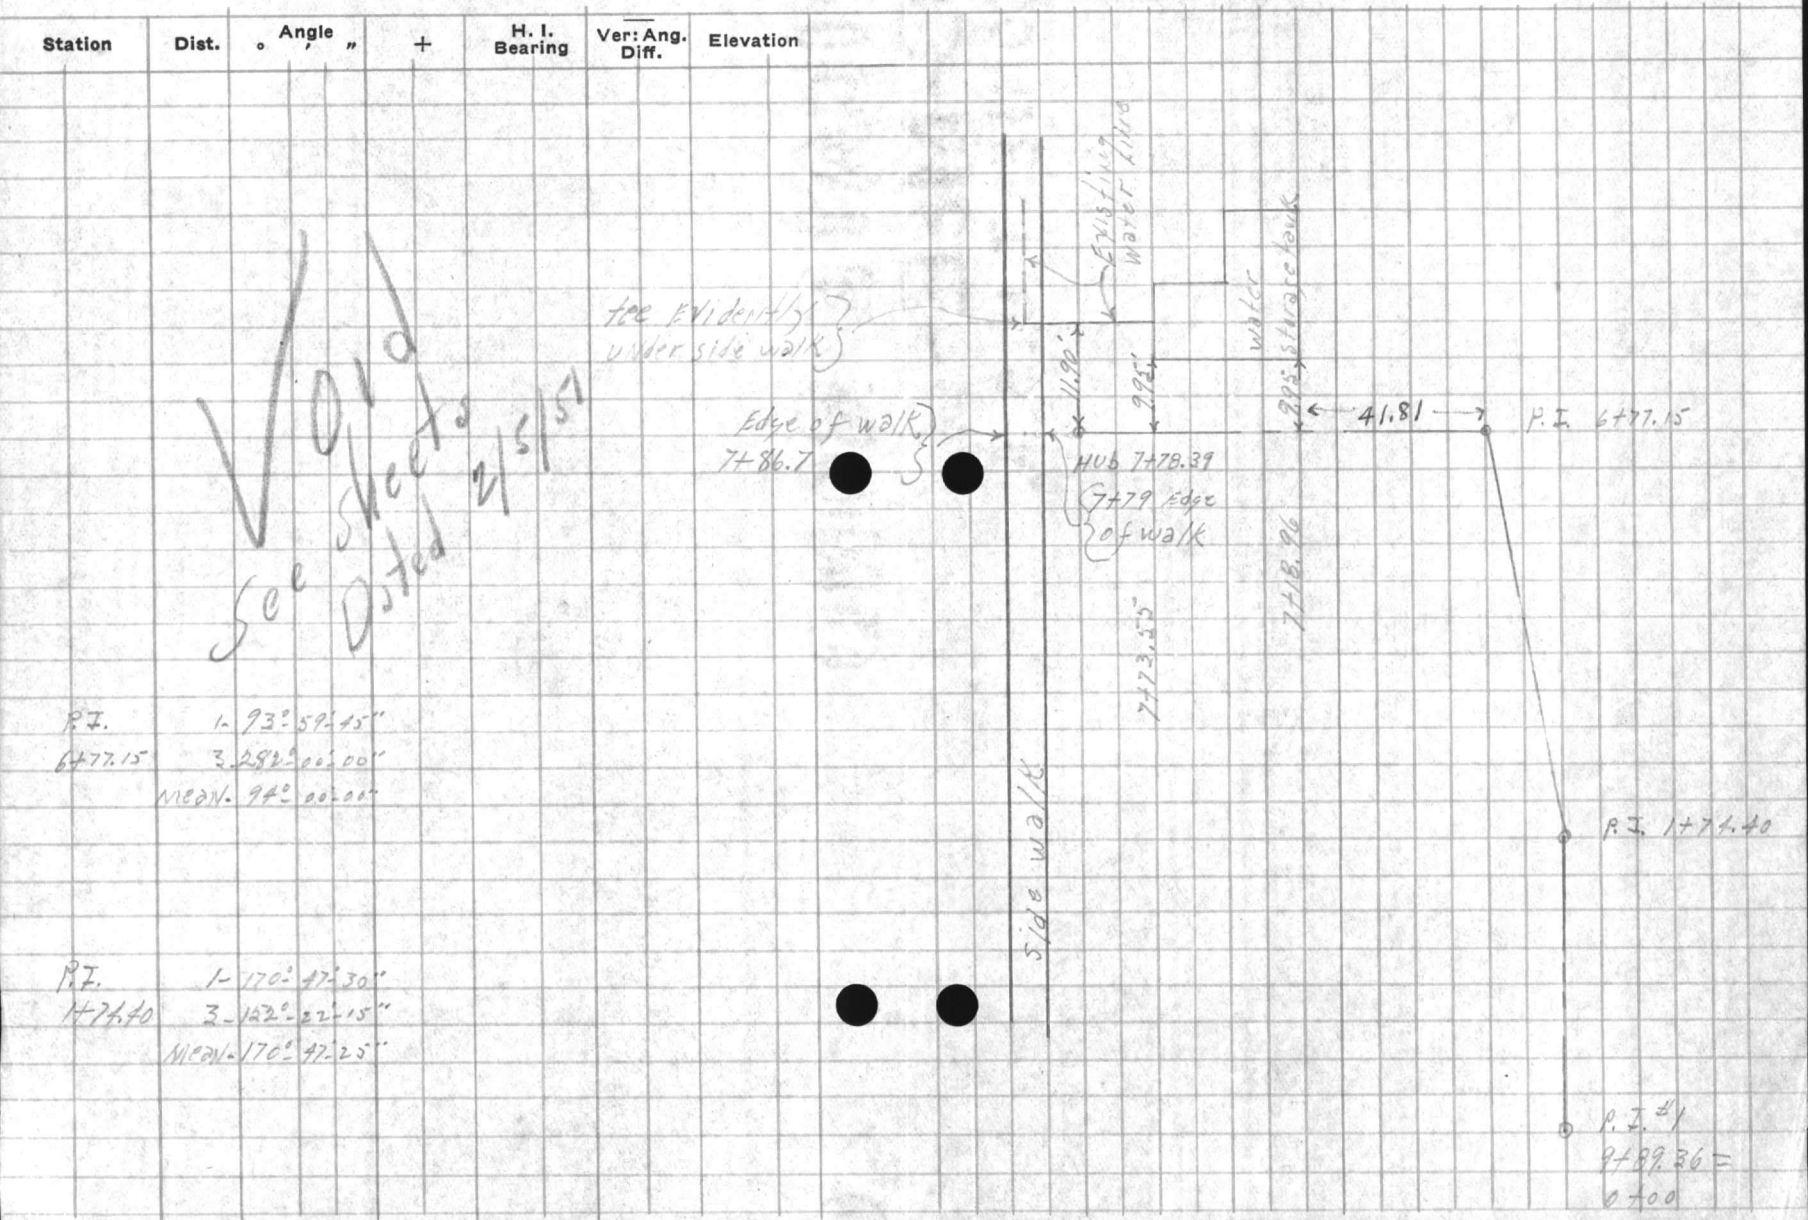 Station Dist. Angle ° ' " + H. I. Bearing Ver: Ang. Diff. Elevation
Void
See Sheets
Dated 2/5/51
P.I. 1- 93°-59'-45"
6+77.15 3-282°-00'-00"
Mean- 94°-00'-00"
P.I. 1- 170°-47'-30"
1+74.40 3-122°-22'-15"
Mean- 170°-47'-25"
Existing
water line
tee Evidently
under side walk
water
storage tank
11.90'
9.95'
9.95
41.81
P.I. 6+77.15
Edge of walk
7+86.7
Hub 7+78.39
7+79 Edge
of walk
7+18.96
7+73.55
Side walk
P.I. 1+74.40
P.I. #1
9+89.36 =
0+00